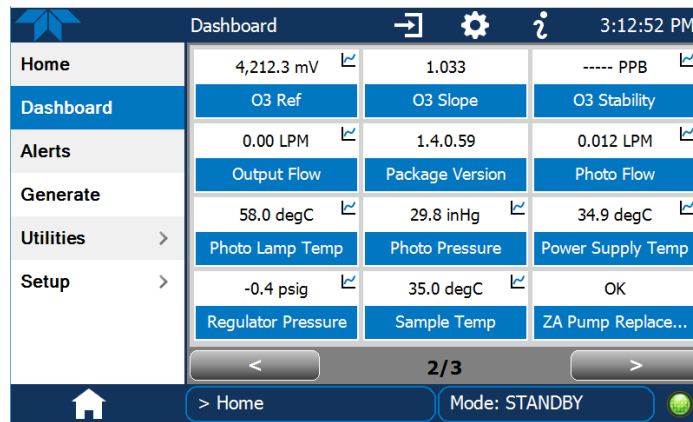 Dashboard
3:12:52 PM
Home
Dashboard
Alerts
Generate
Utilities >
Setup >
4,212.3 mV
1.033
----- PPB
O3 Ref
O3 Slope
O3 Stability
0.00 LPM
1.4.0.59
0.012 LPM
Output Flow
Package Version
Photo Flow
58.0 degC
29.8 inHg
34.9 degC
Photo Lamp Temp
Photo Pressure
Power Supply Temp
-0.4 psig
35.0 degC
OK
Regulator Pressure
Sample Temp
ZA Pump Replace...
<
2/3
>
> Home
Mode: STANDBY